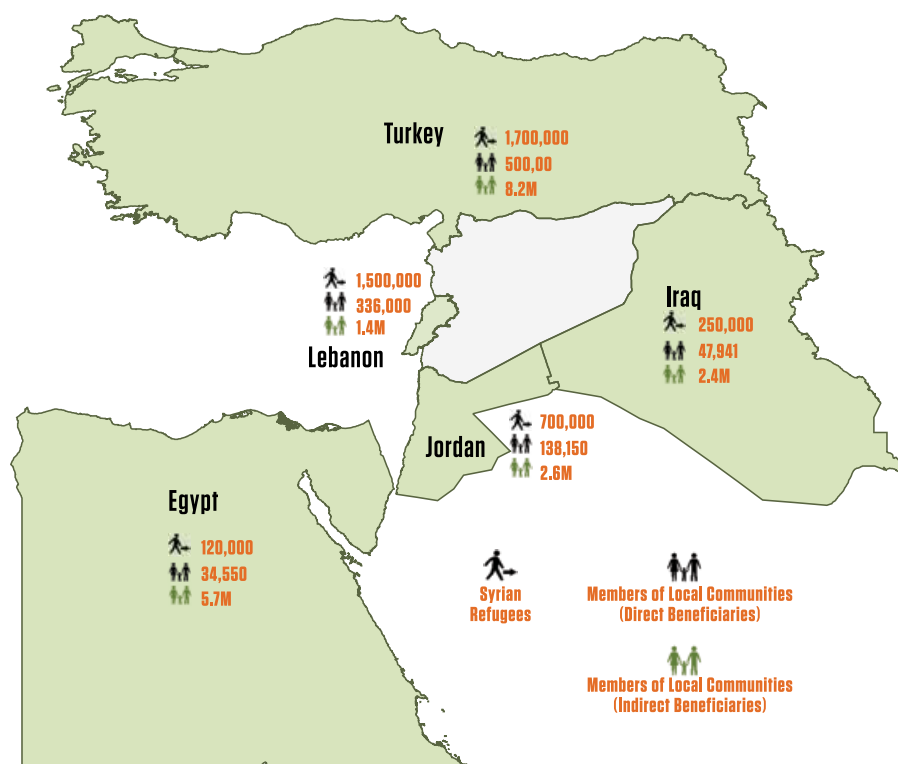 Turkey
1,700,000
500,00
8.2M
1,500,000
336,000
1.4M
Lebanon
Iraq
250,000
47,941
2.4M
Jordan
700,000
138,150
2.6M
Egypt
120,000
34,550
5.7M
Syrian
Refugees
Members of Local Communities
(Direct Beneficiaries)
Members of Local Communities
(Indirect Beneficiaries)